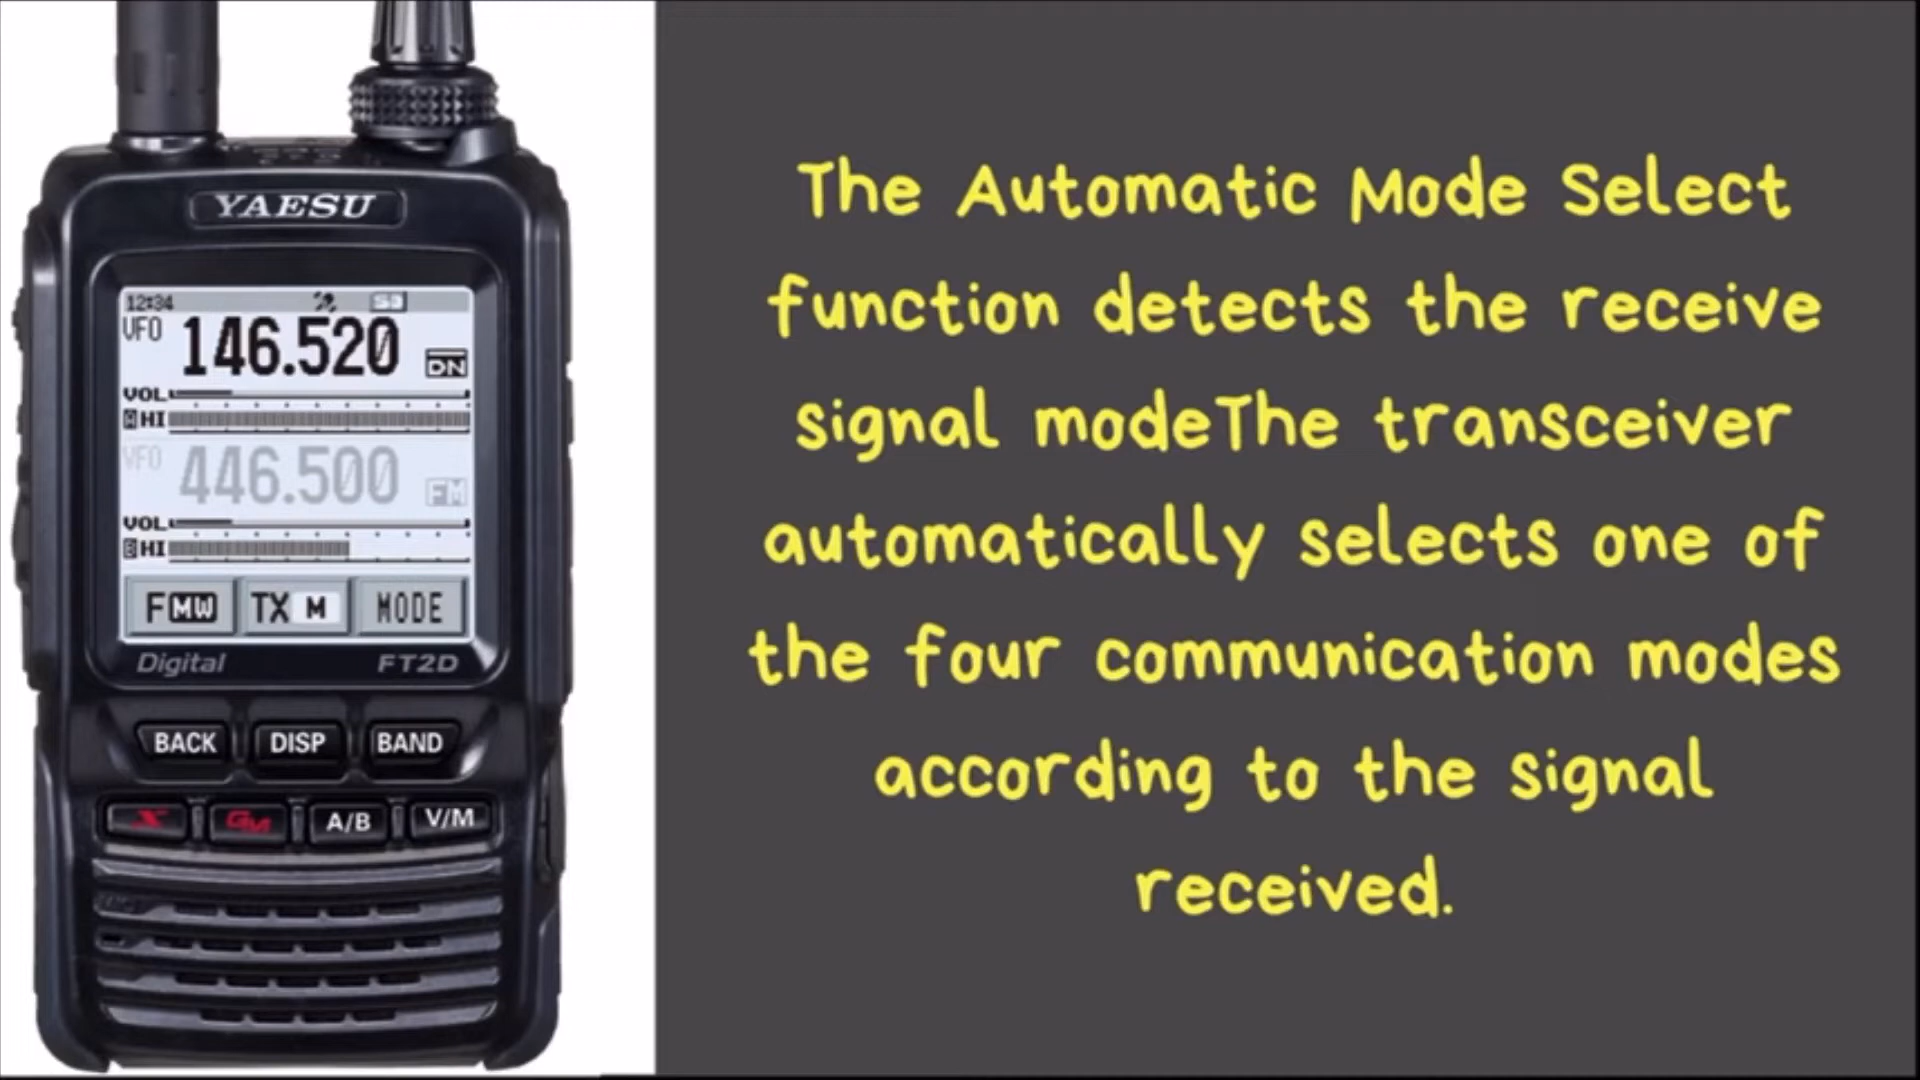 YAESU
12:34
VFO 146.520 DN
VOL
A HI
VFO 446.500 FM
VOL
B HI
F MW TX M MODE
Digital FT2D
BACK DISP BAND
X GM A/B V/M
The Automatic Mode Select
function detects the receive
signal modeThe transceiver
automatically selects one of
the four communication modes
according to the signal
received.